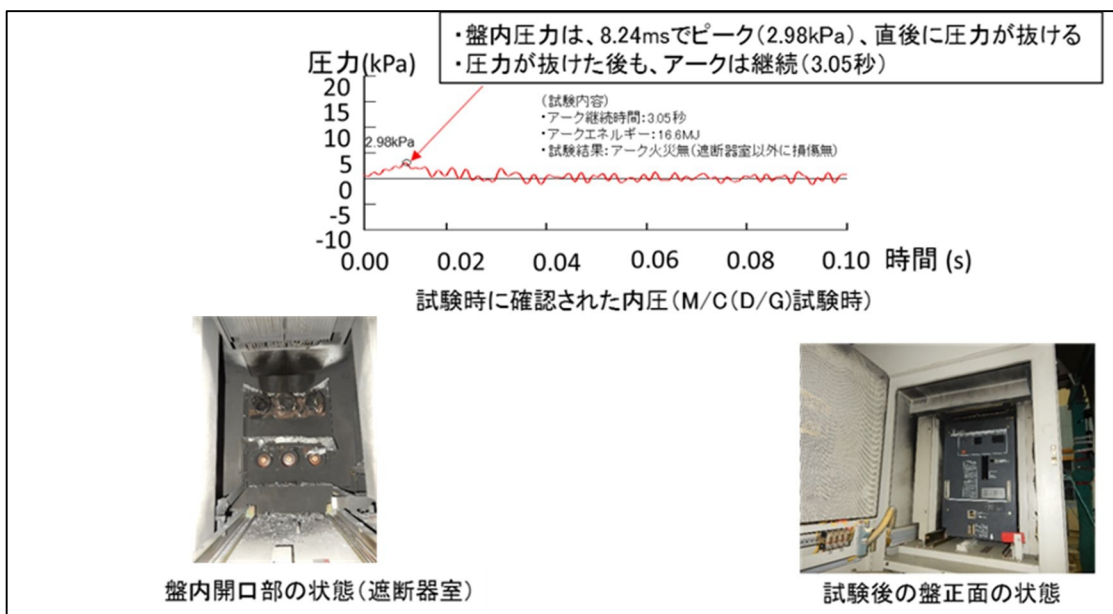 ・盤内圧力は、8.24msでピーク(2.98kPa)、直後に圧力が抜ける
・圧力が抜けた後も、アークは継続(3.05秒)
圧力(kPa)
20
15
10
5
0
-5
-10
2.98kPa
(試験内容)
・アーク継続時間:3.05秒
・アークエネルギー:16.6MJ
・試験結果:アーク火災無(遮断器室以外に損傷無)
0.00 0.02 0.04 0.06 0.08 0.10 時間 (s)
試験時に確認された内圧(M/C(D/G)試験時)
盤内開口部の状態(遮断器室)
試験後の盤正面の状態